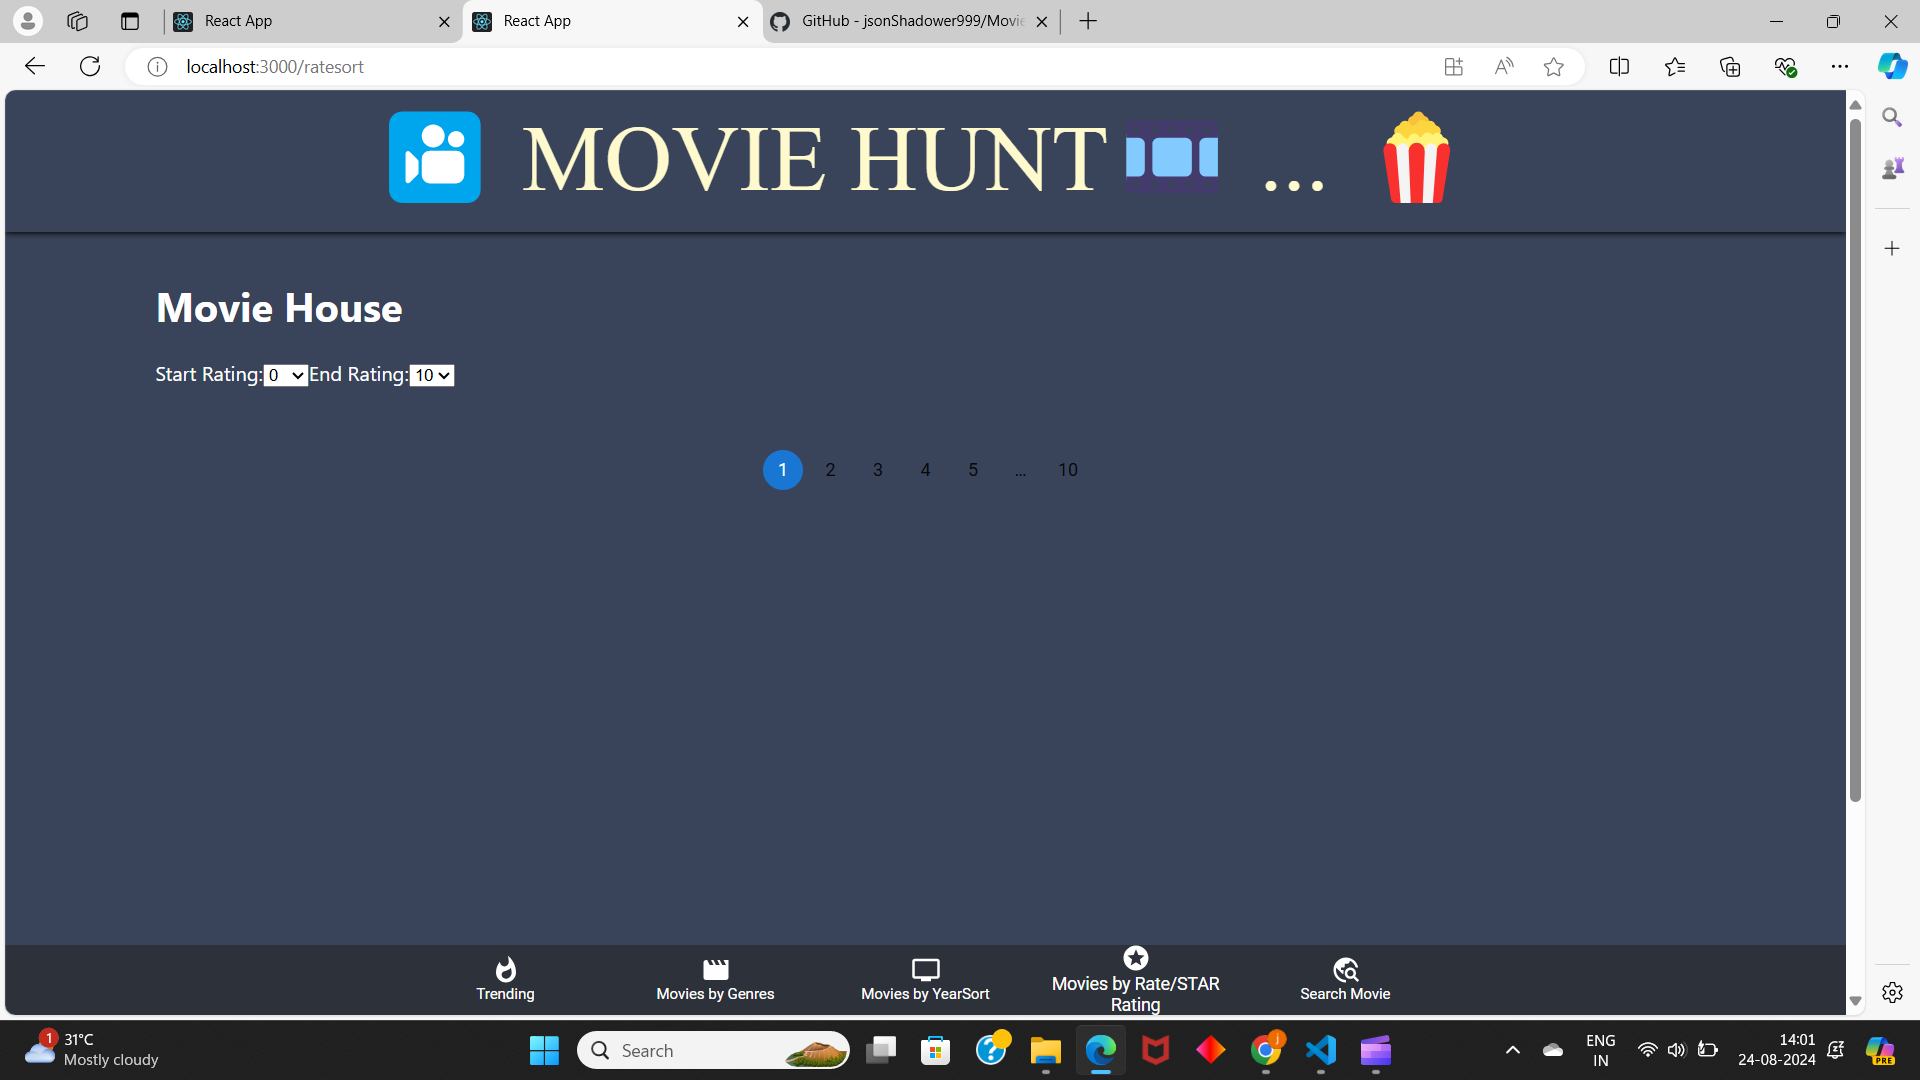 React App
React App
GitHub - jsonShadower999/Movie
localhost:3000/ratesort
MOVIE HUNT ...
Movie House
Start Rating: 0 End Rating: 10
1 2 3 4 5 ... 10
Trending
Movies by Genres
Movies by YearSort
Movies by Rate/STAR
Rating
Search Movie
1
31°C
Mostly cloudy
Search
j
ENG
IN
14:01
24-08-2024
PRE